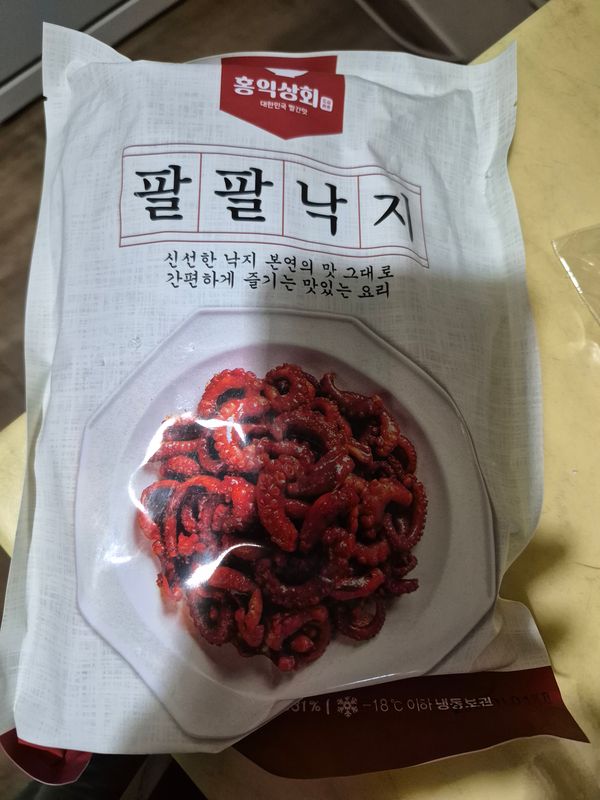 홍익상회
대한민국 빨간맛
팔팔낙지
신선한 낙지 본연의 맛 그대로
간편하게 즐기는 맛있는 요리
31% | -18℃ 이하 냉동보관